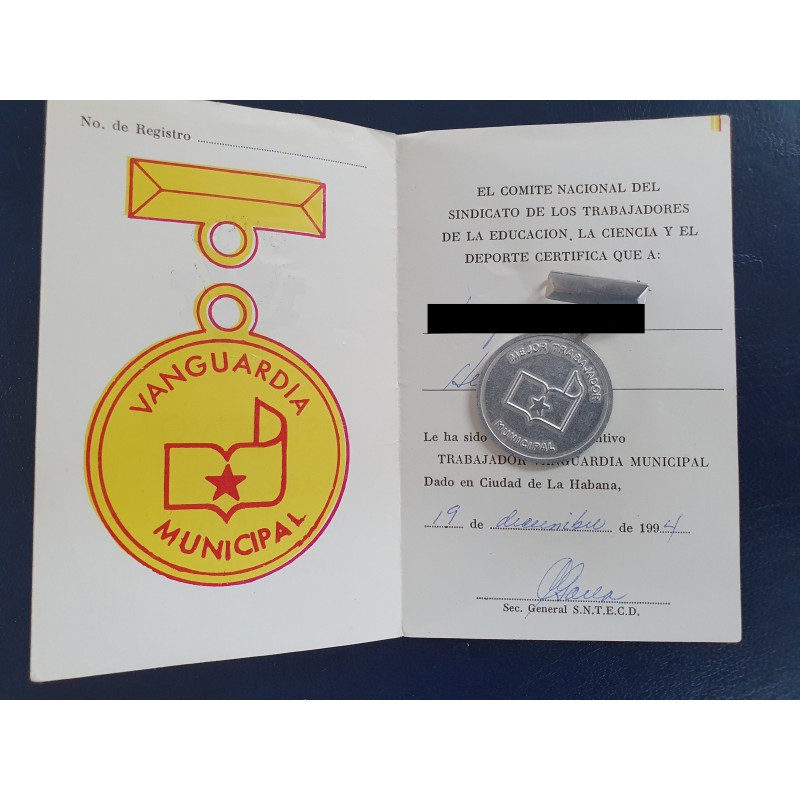 No. de Registro
VANGUARDIA
MUNICIPAL
EL COMITE NACIONAL DEL
SINDICATO DE LOS TRABAJADORES
DE LA EDUCACION, LA CIENCIA Y EL
DEPORTE CERTIFICA QUE A:
MEJOR TRABAJADOR
MUNICIPAL
Le ha sido
TRABAJADOR VANGUARDIA MUNICIPAL
Dado en Ciudad de La Habana,
19 de diciembre de 1994
Sec. General S.N.T.E.C.D.